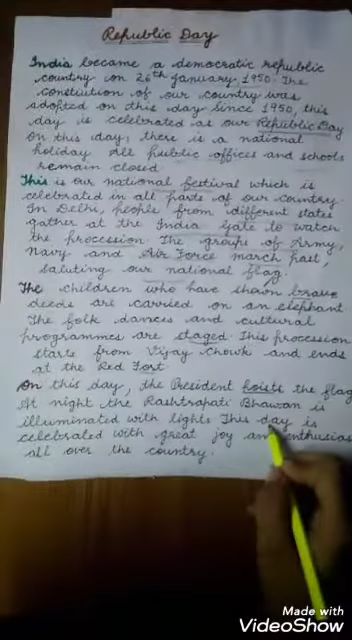 Republic Day
India became a democratic republic
country on 26th January 1950. The
constiution of our country was
adopted on this day. Since 1950, this
day is celebrated as our Republic Day
On this day, there is a national
holiday. All public offices and schools
remain closed.
This is our national festival which is
celebrated in all parts of our country.
In Delhi, people from different states
gather at the India Gate to watch
the procession. The groups of Army,
Navy and Air Force march past,
saluting our national flag.
The children who have shown brave
deeds are carried on an elephant.
The folk dances and cultural
programmes are staged. This procession
starts from Vijay Chowk and ends
at the Red Fort.
On this day, the President hoists the flag
At night the Rashtrapati Bhawan is
illuminated with lights. This day is
celebrated with great joy and enthusias
all over the country.
Made with
VideoShow